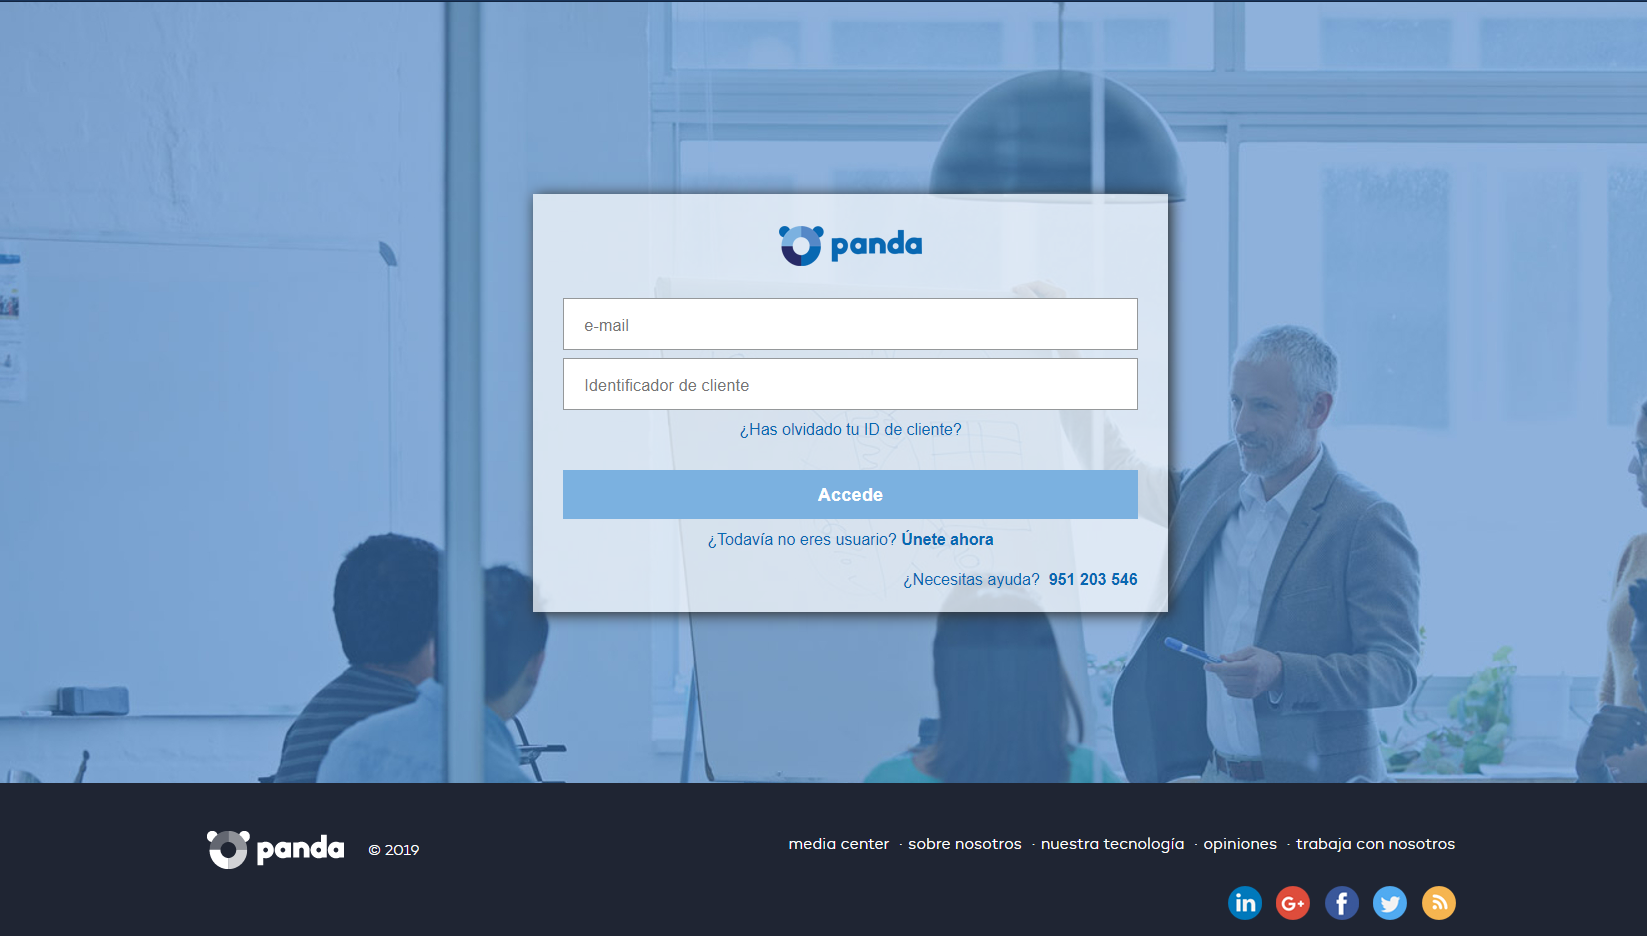 panda
e-mail
Identificador de cliente
¿Has olvidado tu ID de cliente?
Accede
¿Todavía no eres usuario? Únete ahora
¿Necesitas ayuda? 951 203 546
panda © 2019
media center · sobre nosotros · nuestra tecnología · opiniones · trabaja con nosotros
in G+ f